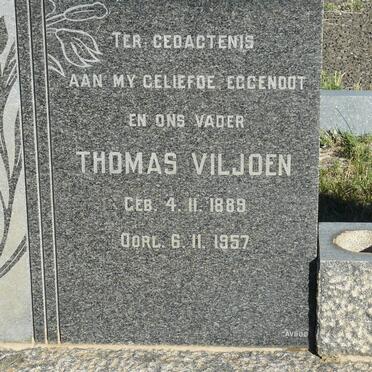 TER GEDAGTENIS
AAN MY GELIEFDE EGGENOOT
EN ONS VADER
THOMAS VILJOEN
GEB. 4. 11. 1889
OORL. 6. 11. 1957